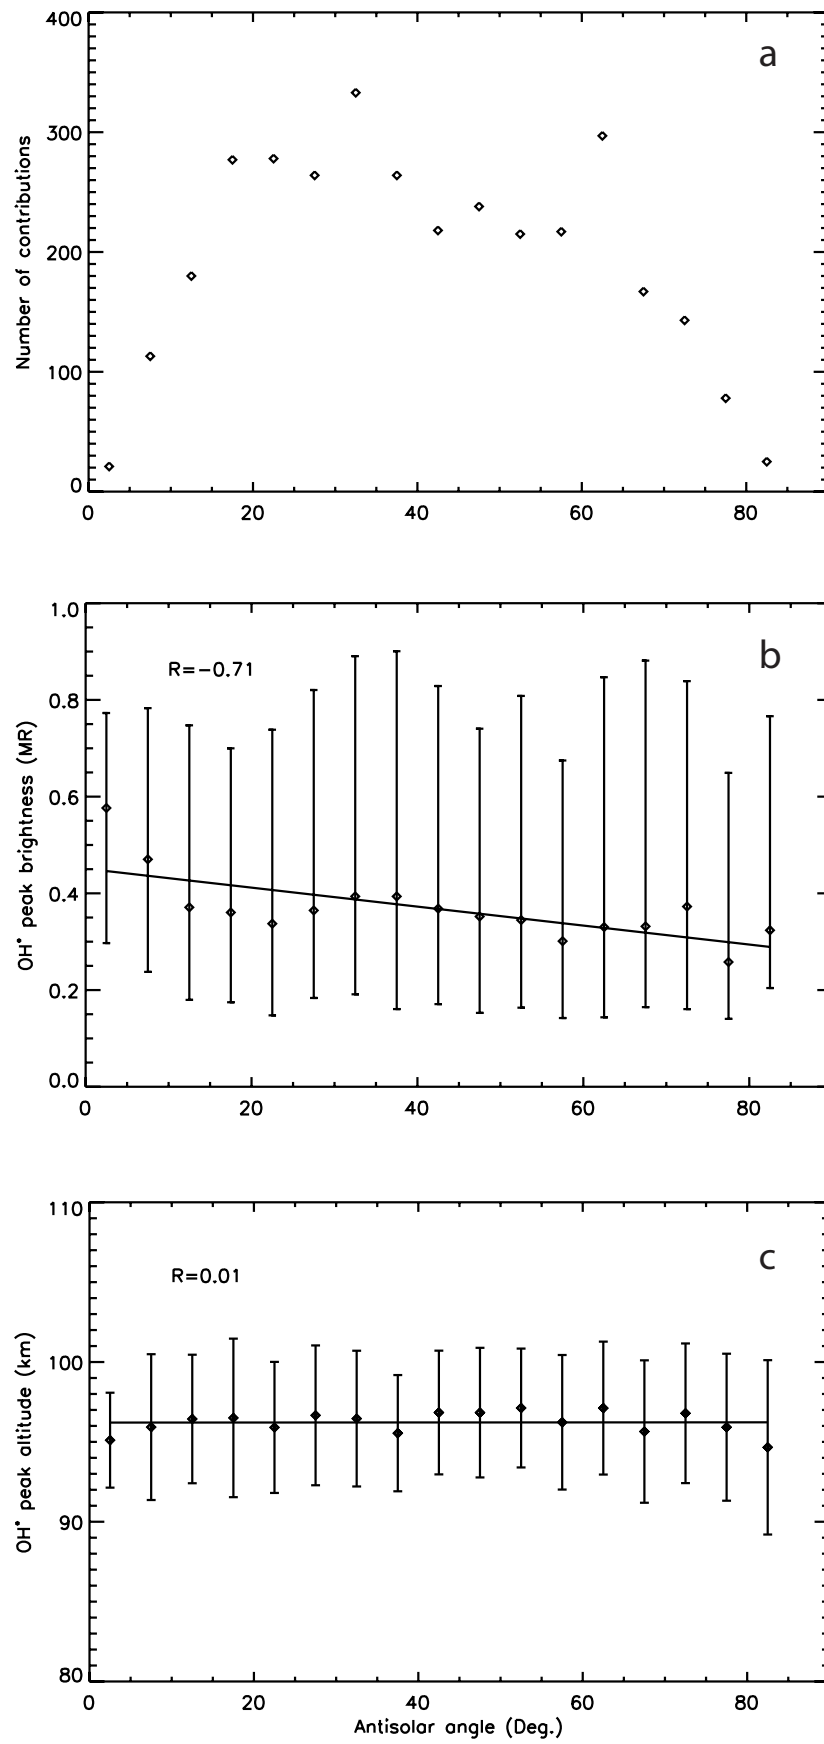 400
a
300
200
100
0
Number of contributions
0 20 40 60 80
1.0
b
R=-0.71
0.8
0.6
0.4
0.2
0.0
OH* peak brightness (MR)
0 20 40 60 80
110
c
R=0.01
100
90
80
OH* peak altitude (km)
0 20 40 60 80
Antisolar angle (Deg.)